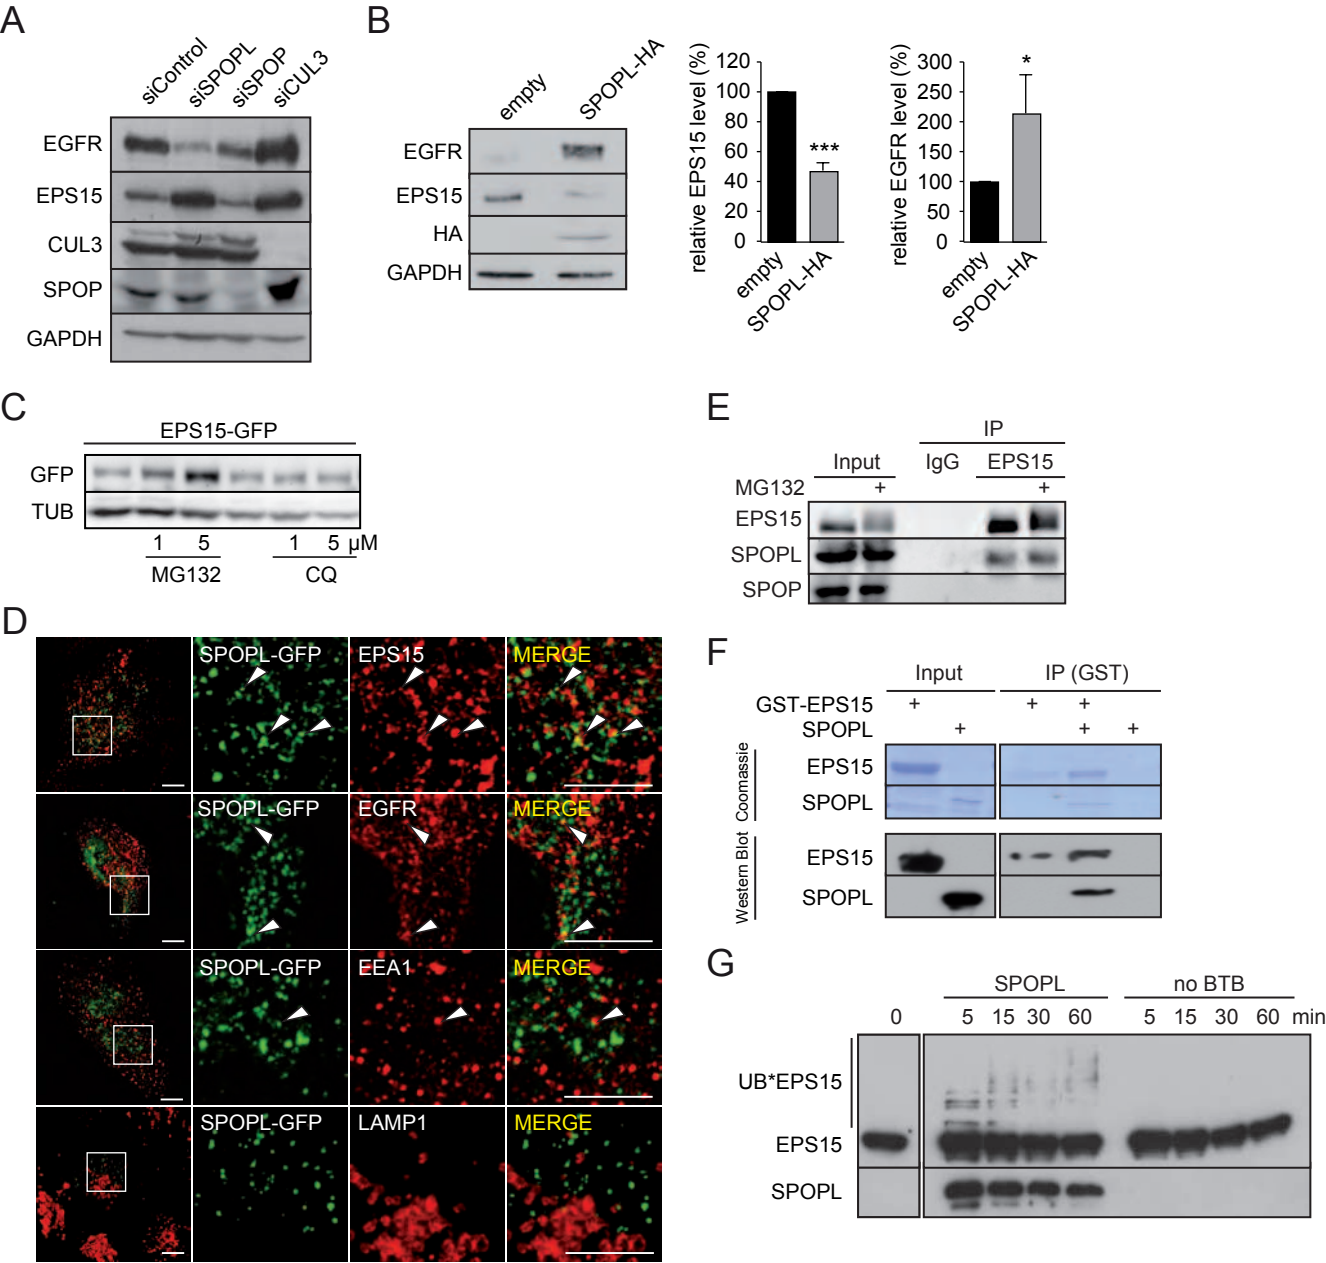 A
siControl
siSPOPL
siSPOP
siCUL3
EGFR
EPS15
CUL3
SPOP
GAPDH
B
empty
SPOPL-HA
EGFR
EPS15
HA
GAPDH
relative EPS15 level (%)
120
100
80
60
40
20
0
***
empty
SPOPL-HA
relative EGFR level (%)
300
250
200
150
100
50
0
*
empty
SPOPL-HA
C
EPS15-GFP
GFP
TUB
1 5 1 5 µM
MG132 CQ
D
SPOPL-GFP EPS15 MERGE
SPOPL-GFP EGFR MERGE
SPOPL-GFP EEA1 MERGE
SPOPL-GFP LAMP1 MERGE
E
IP
Input IgG EPS15
MG132 + +
EPS15
SPOPL
SPOP
F
Input IP (GST)
GST-EPS15 + + +
SPOPL + + +
Coomassie
EPS15
SPOPL
Western Blot
EPS15
SPOPL
G
SPOPL no BTB
0 5 15 30 60 5 15 30 60 min
UB*EPS15
EPS15
SPOPL